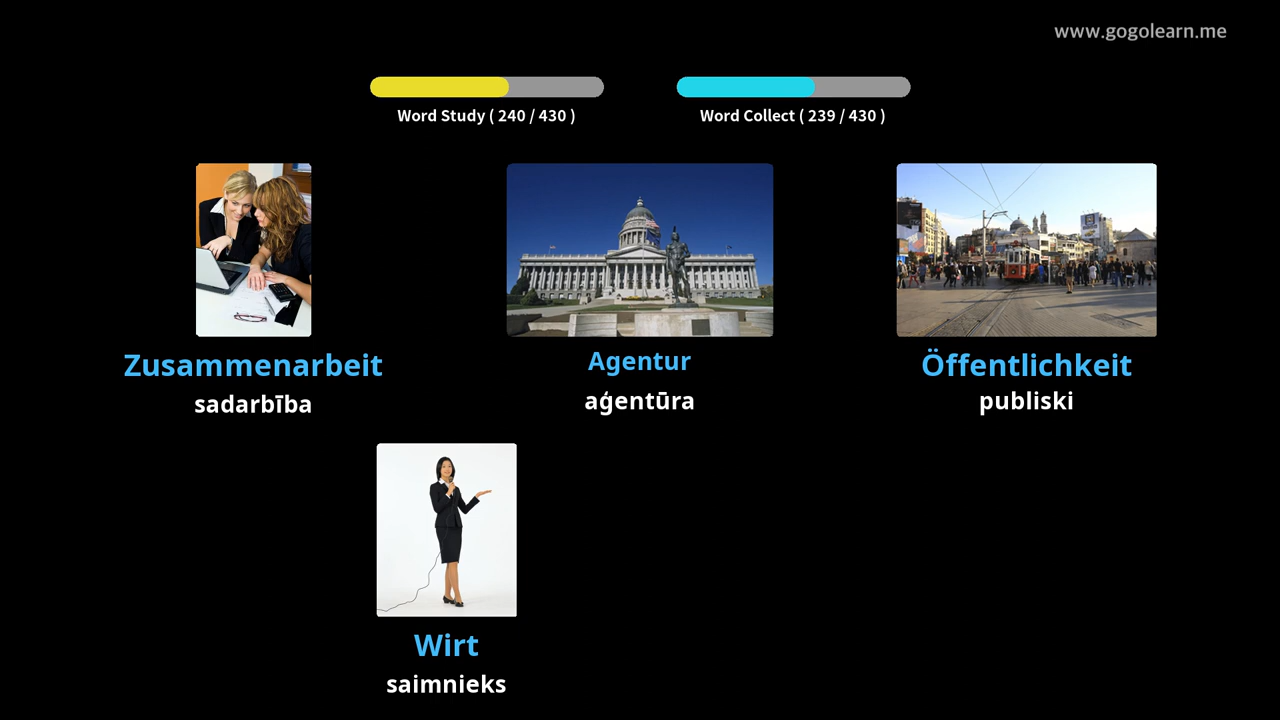 www.gogolearn.me
Word Study ( 240 / 430 )
Word Collect ( 239 / 430 )
Zusammenarbeit
sadarbība
Agentur
aģentūra
Öffentlichkeit
publiski
Wirt
saimnieks